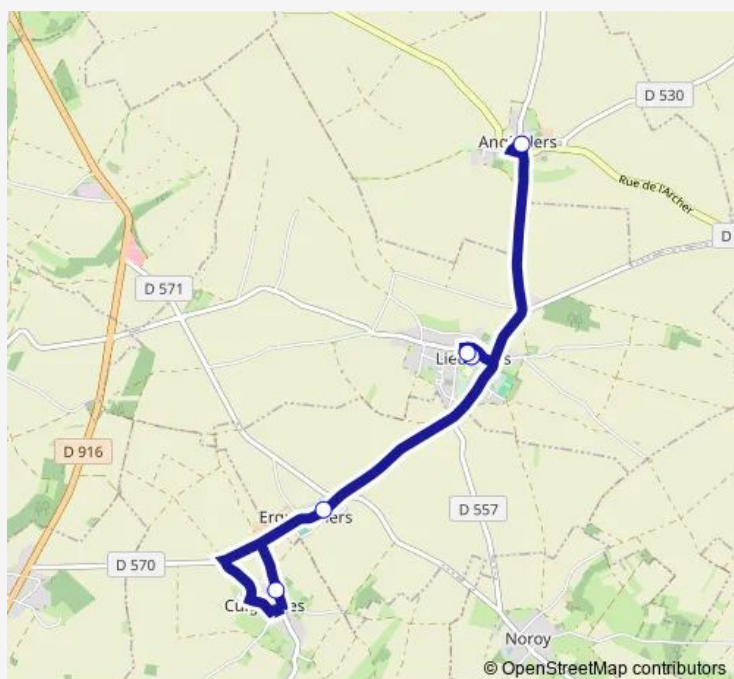 D 530
Rue de l'Archer
D
D 571
D 916
D 557
D 570
Noroy
© OpenStreetMap contributors